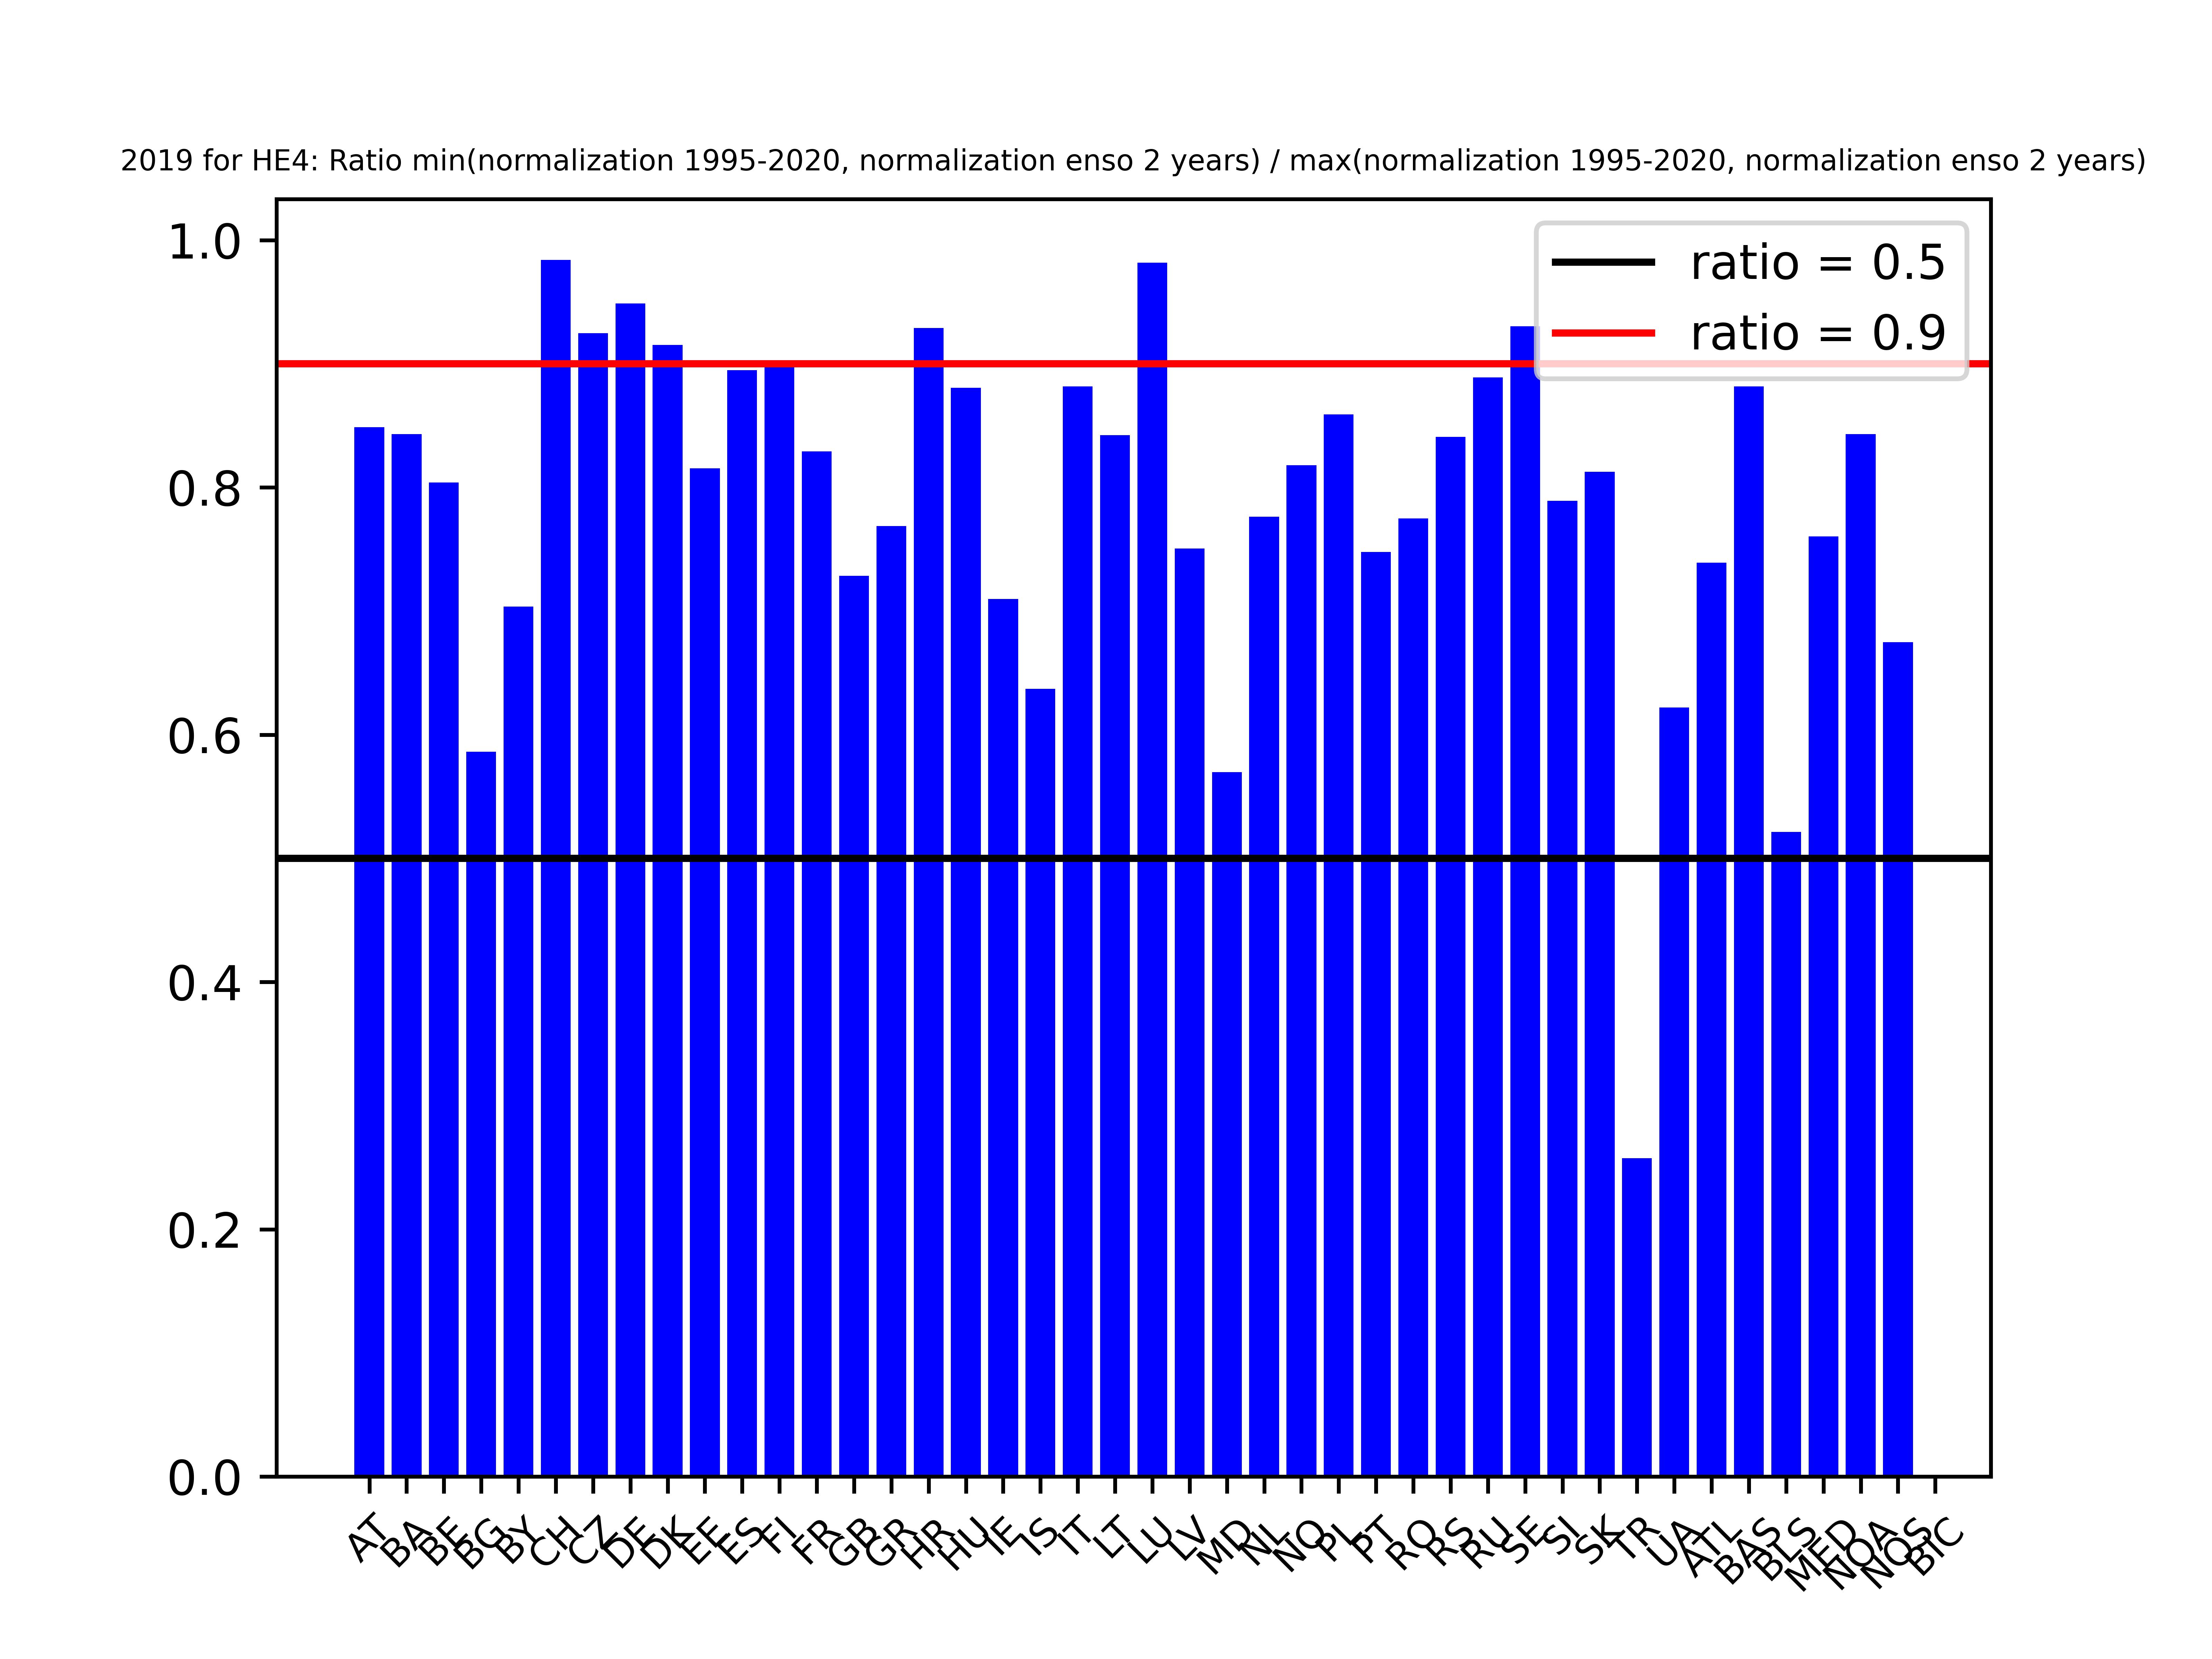 2019 for HE4: Ratio min(normalization 1995-2020, normalization enso 2 years) / max(normalization 1995-2020, normalization enso 2 years)
1.0
ratio = 0.5
ratio = 0.9
0.8
0.6
0.4
0.2
0.0
AT BA BE BG BY CH CZ DE DK EE ES FI FR GB GR HR HU IE IS IT LT LU LV MD NL NO PL PT RO RS RU SE SI SK TR UA ATL BAS BLS MED NOA NOS BIC